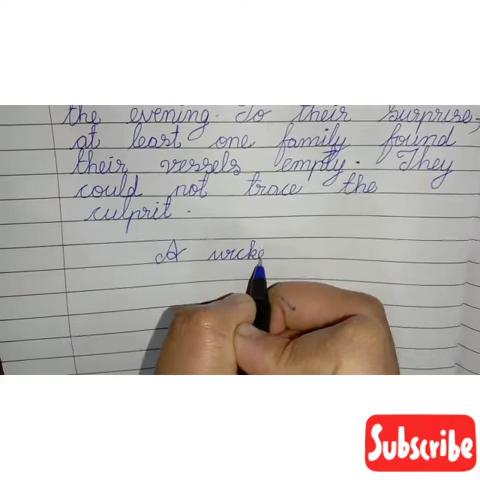 the evening. To their surprise,
at least one family found
their vessels empty. They
could not trace the
culprit.
A wicke
Subscribe